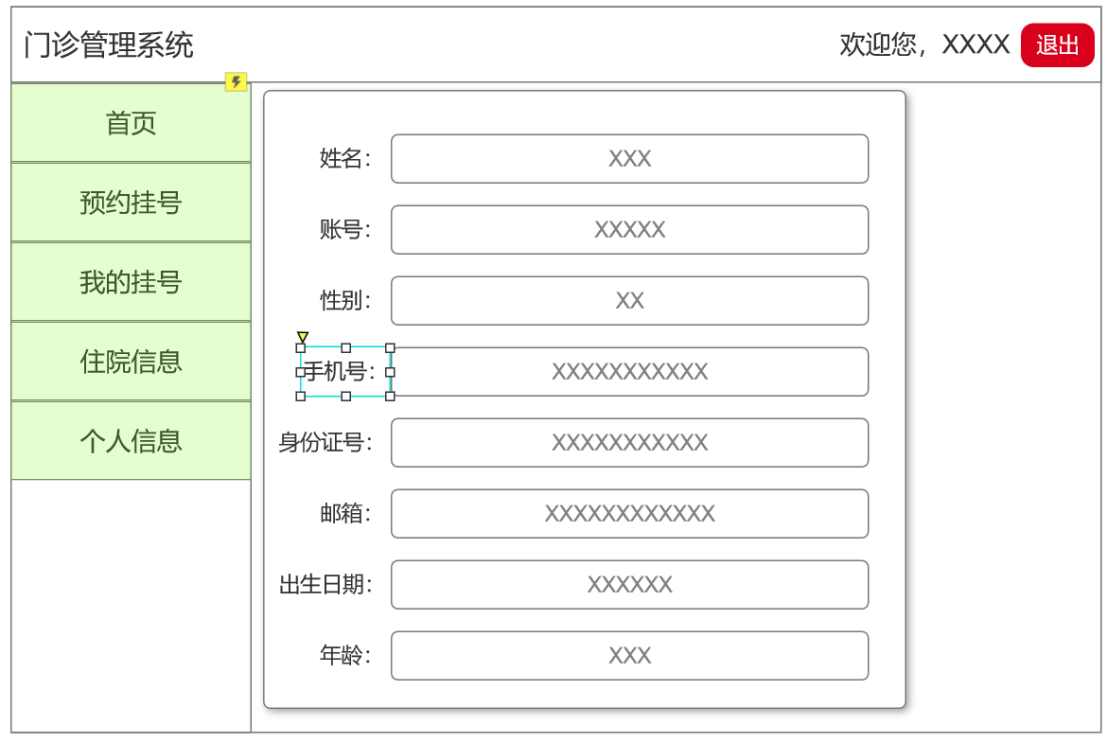 门诊管理系统
欢迎您，XXXX 退出
首页
预约挂号
我的挂号
住院信息
个人信息
姓名： XXX
账号： XXXXX
性别： XX
手机号： XXXXXXXXXXX
身份证号： XXXXXXXXXXX
邮箱： XXXXXXXXXXXX
出生日期： XXXXXX
年龄： XXX